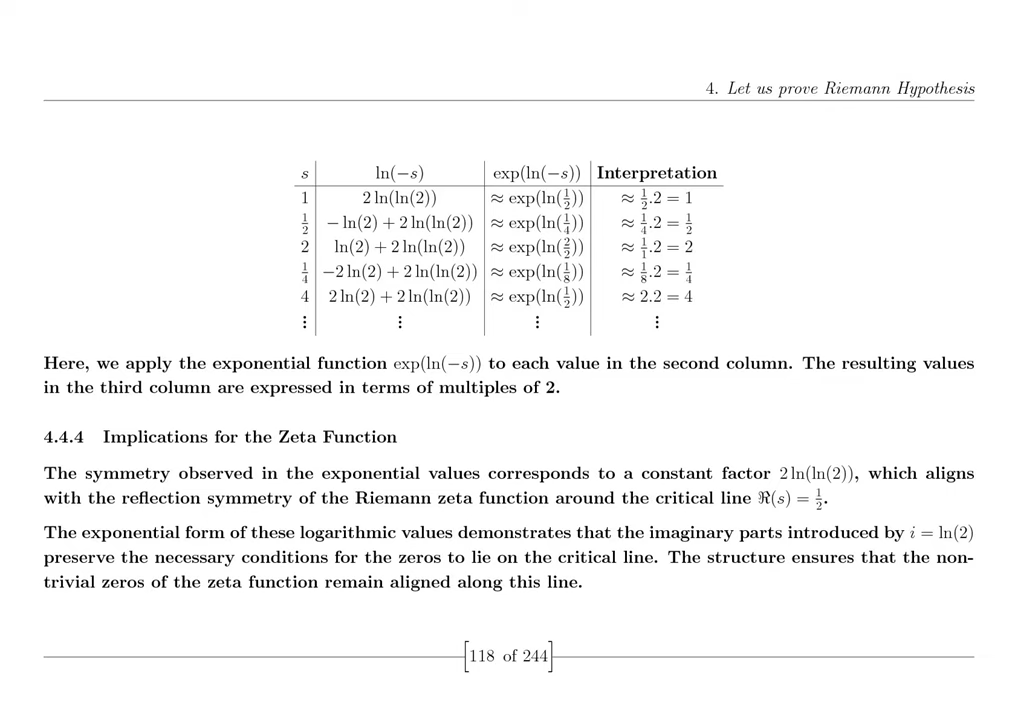 4. Let us prove Riemann Hypothesis
s ln(−s) exp(ln(−s)) Interpretation
1 2 ln(ln(2)) ≈ exp(ln(1/2)) ≈ 1/2.2 = 1
1/2 − ln(2) + 2 ln(ln(2)) ≈ exp(ln(1/4)) ≈ 1/4.2 = 1/2
2 ln(2) + 2 ln(ln(2)) ≈ exp(ln(2/2)) ≈ 1/1.2 = 2
1/4 −2 ln(2) + 2 ln(ln(2)) ≈ exp(ln(1/8)) ≈ 1/8.2 = 1/4
4 2 ln(2) + 2 ln(ln(2)) ≈ exp(ln(1/2)) ≈ 2.2 = 4
⋮ ⋮ ⋮ ⋮
Here, we apply the exponential function exp(ln(−s)) to each value in the second column. The resulting values
in the third column are expressed in terms of multiples of 2.
4.4.4 Implications for the Zeta Function
The symmetry observed in the exponential values corresponds to a constant factor 2 ln(ln(2)), which aligns
with the reflection symmetry of the Riemann zeta function around the critical line ℜ(s) = 1/2.
The exponential form of these logarithmic values demonstrates that the imaginary parts introduced by i = ln(2)
preserve the necessary conditions for the zeros to lie on the critical line. The structure ensures that the non-
trivial zeros of the zeta function remain aligned along this line.
[118 of 244]